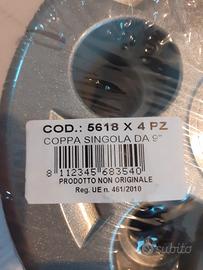 COD.: 5618 X 4 PZ
COPPA SINGOLA DA 9"
8 112345 683540
PRODOTTO NON ORIGINALE
Reg. UE n. 461/2010
subito